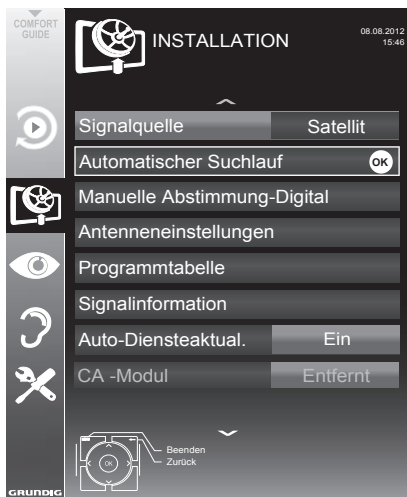 COMFORT
GUIDE
INSTALLATION
08.08.2012
15:46
Signalquelle Satellit
Automatischer Suchlauf OK
Manuelle Abstimmung-Digital
Antenneneinstellungen
Programmtabelle
Signalinformation
Auto-Diensteaktual. Ein
CA -Modul Entfernt
Beenden
OK Zurück
GRUNDIG